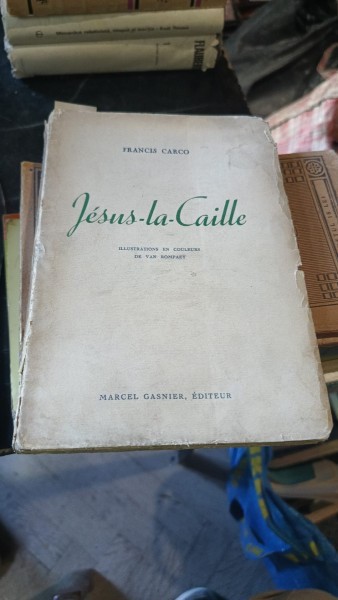 FRANCIS CARCO
Jésus-la-Caille
ILLUSTRATIONS EN COULEURS
DE VAN ROMPAEY
MARCEL GASNIER, ÉDITEUR